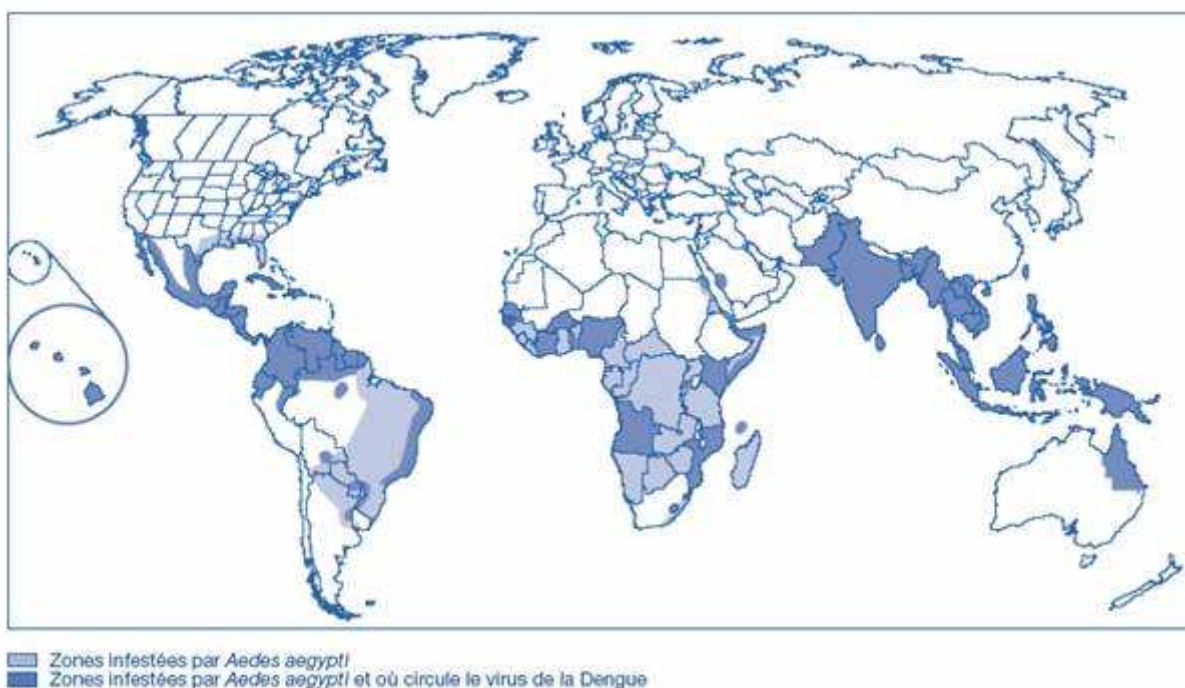 Zones infestées par Aedes aegypti
Zones infestées par Aedes aegypti et où circule le virus de la Dengue